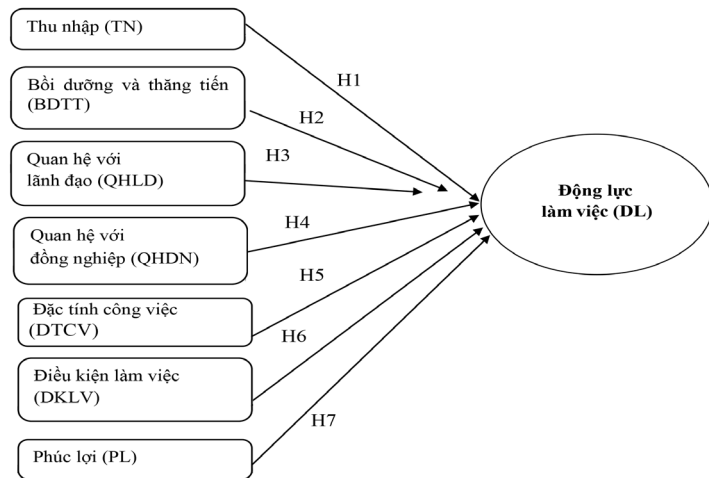 Thu nhập (TN)
H1
Bồi dưỡng và thăng tiến
(BDTT)
H2
Quan hệ với
lãnh đạo (QHLD)
H3
Động lực
làm việc (DL)
Quan hệ với
đồng nghiệp (QHDN)
H4
Đặc tính công việc
(DTCV)
H5
Điều kiện làm việc
(DKLV)
H6
Phúc lợi (PL)
H7